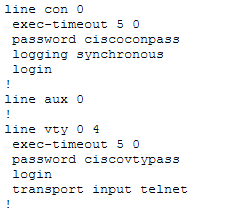 line con 0
 exec-timeout 5 0
 password ciscoconpass
 logging synchronous
 login
!
line aux 0
!
line vty 0 4
 exec-timeout 5 0
 password ciscovtypass
 login
 transport input telnet
!